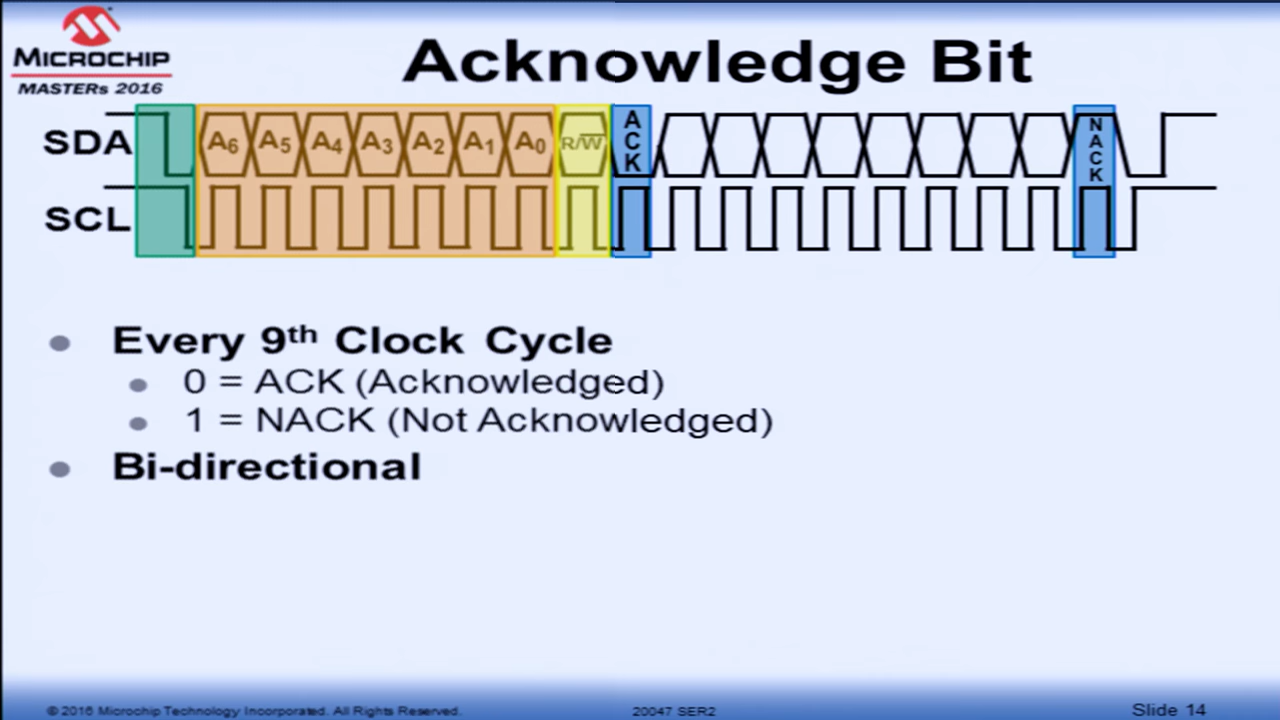 MICROCHIP
MASTERs 2016
Acknowledge Bit
SDA A6 A5 A4 A3 A2 A1 A0 R/W ACK NACK
SCL
Every 9th Clock Cycle
0 = ACK (Acknowledged)
1 = NACK (Not Acknowledged)
Bi-directional
© 2016 Microchip Technology Incorporated. All Rights Reserved. 20047 SER2 Slide 14